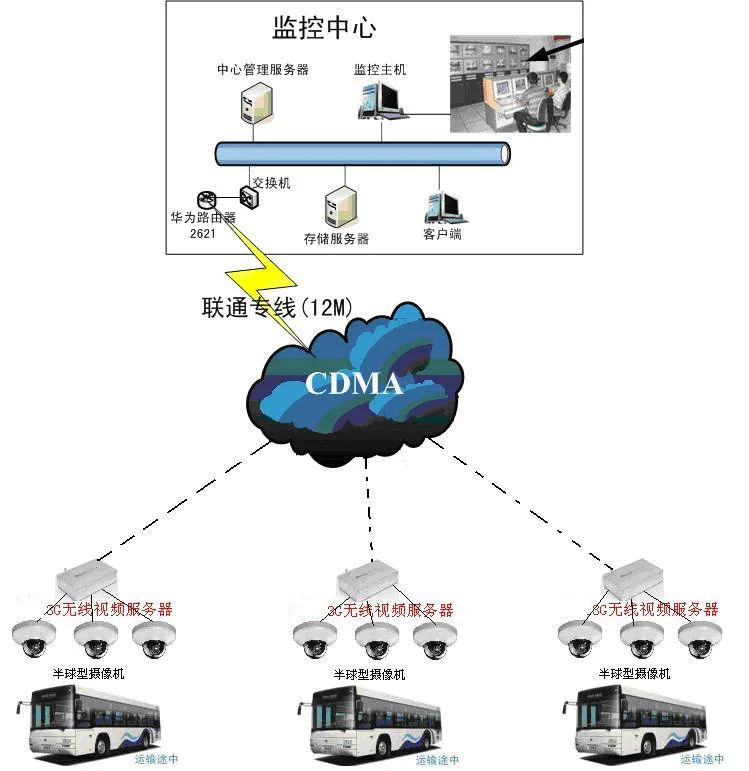 监控中心
中心管理服务器
监控主机
交换机
华为路由器
2621
存储服务器
客户端
联通专线(12M)
CDMA
3G无线视频服务器
3G无线视频服务器
3G无线视频服务器
半球型摄像机
半球型摄像机
半球型摄像机
运输途中
运输途中
运输途中